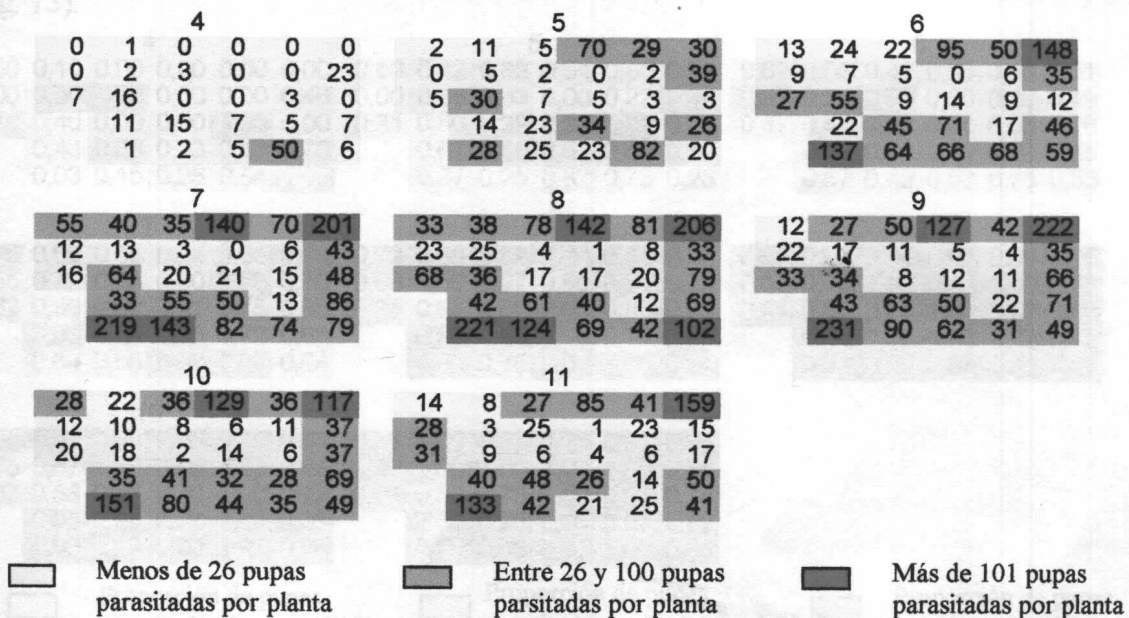 4 5 6
0 1 0 0 0 0 2 11 5 70 29 30 13 24 22 95 50 148
0 2 3 0 0 23 0 5 2 0 2 39 9 7 5 0 6 35
7 16 0 0 3 0 5 30 5 3 3 27 55 9 14 9 12
11 15 5 7 14 23 34 9 26 22 45 71 17 46
1 2 5 50 6 28 25 23 82 20 137 64 66 68 59
7 8 9
55 40 35 140 70 201 33 38 78 142 81 206 12 27 50 127 42 222
12 13 3 0 6 43 23 25 4 1 8 33 22 17 11 5 4 35
16 64 20 21 15 48 68 36 17 17 20 79 33 34 8 12 11 66
33 55 50 13 86 42 61 40 12 69 43 63 50 22 71
219 143 82 74 79 221 124 69 42 102 231 90 62 31 49
10 11
28 22 36 129 36 117 14 8 27 85 41 159
12 10 8 6 11 37 28 3 25 1 23 15
20 18 2 14 6 37 31 9 6 4 6 17
35 41 32 28 69 40 48 26 14 50
151 80 44 35 49 133 42 21 25 41
Menos de 26 pupas Entre 26 y 100 pupas Más de 101 pupas
parasitadas por planta parsitadas por planta parasitadas por planta